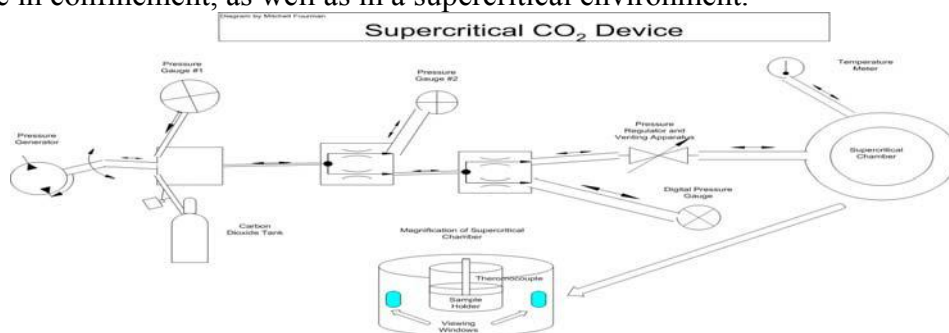 e in confinement, as well as in a supercritical environment.
Diagram by Mitchell Fourman
Supercritical CO₂ Device
Pressure
Gauge #1
Pressure
Gauge #2
Temperature
Meter
Pressure
Generator
Pressure
Regulator and
Venting Apparatus
Supercritical
Chamber
Digital Pressure
Gauge
Carbon
Dioxide Tank
Magnification of Supercritical
Chamber
Theromocouple
Sample
Holder
Viewing
Windows